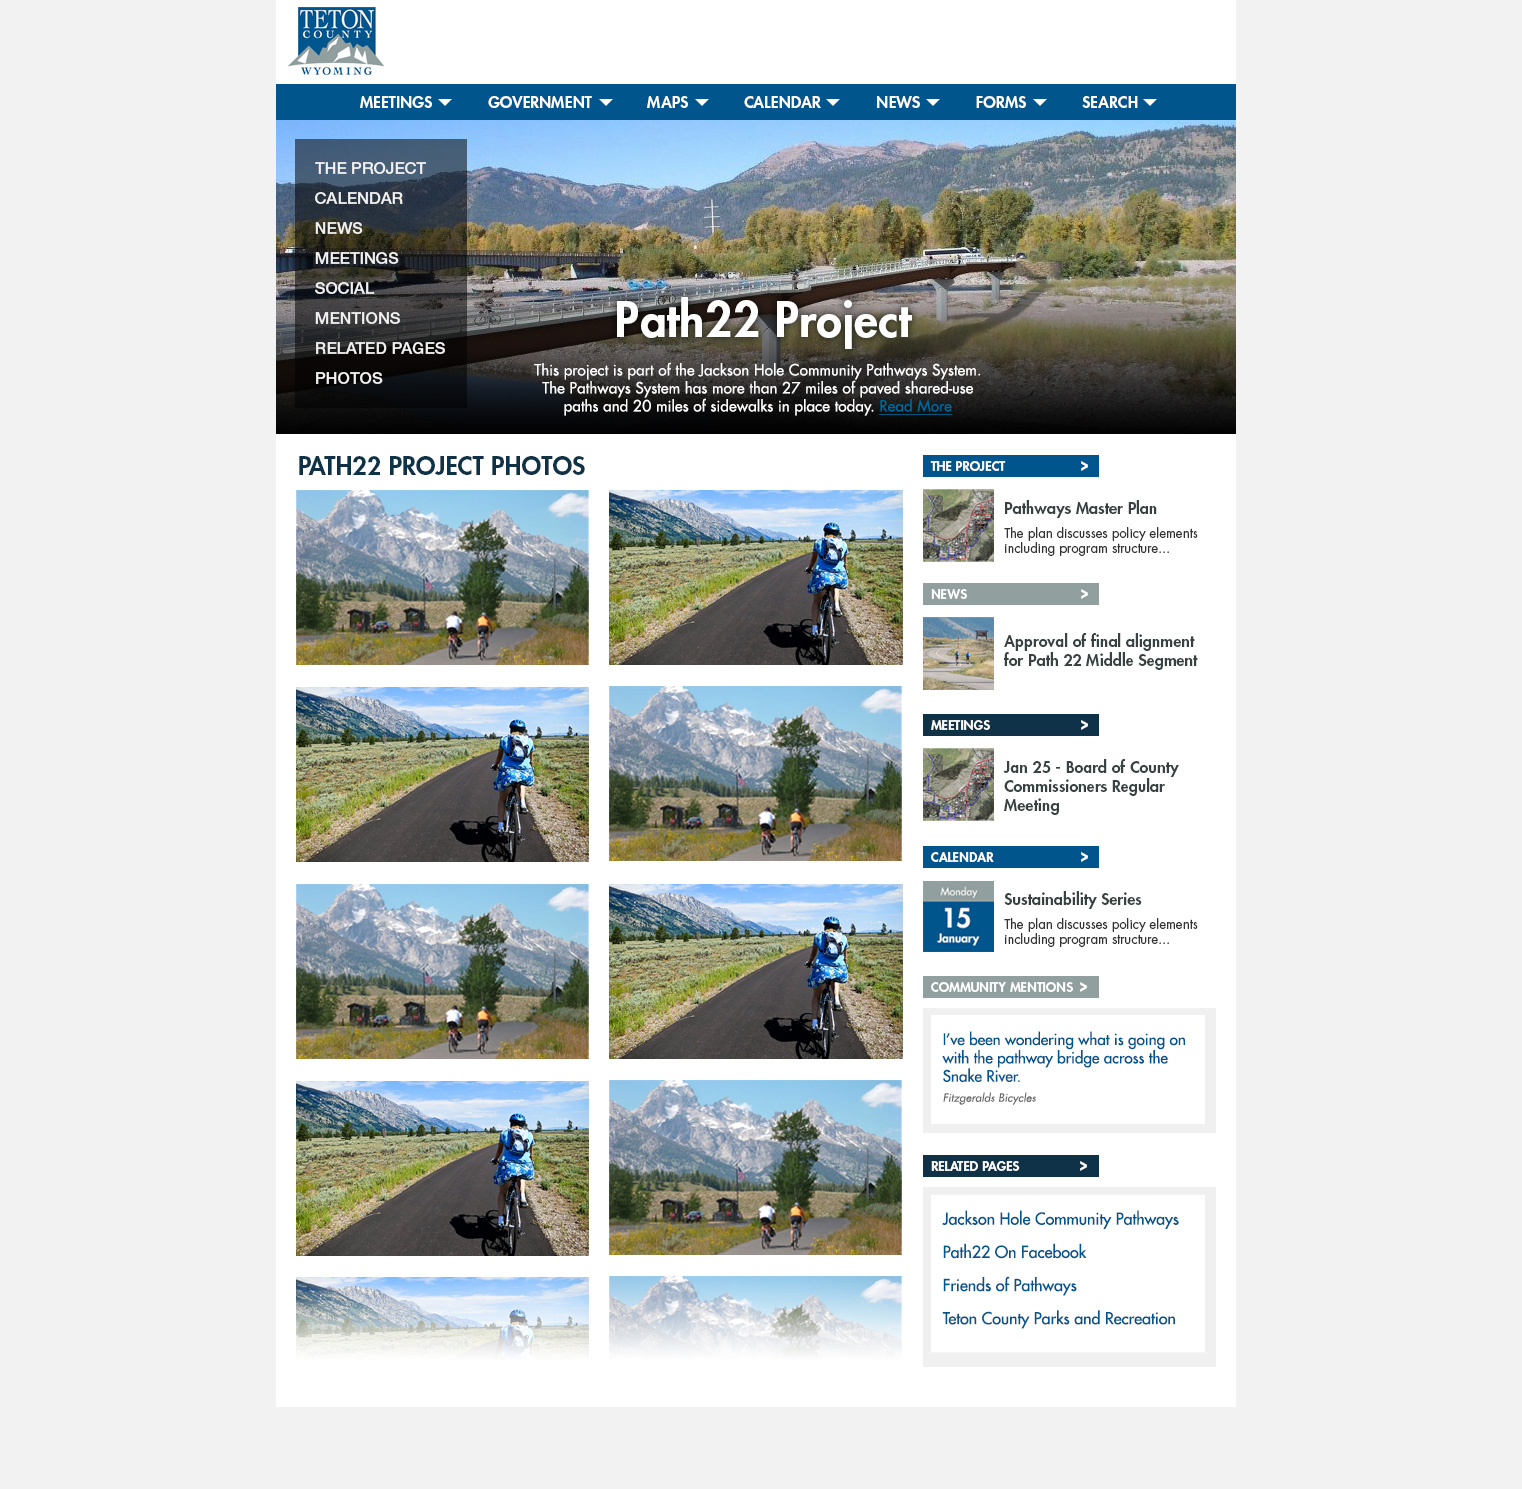 TETON
COUNTY
WYOMING
MEETINGS GOVERNMENT MAPS CALENDAR NEWS FORMS SEARCH
THE PROJECT
CALENDAR
NEWS
MEETINGS
SOCIAL
MENTIONS
RELATED PAGES
PHOTOS
Path22 Project
This project is part of the Jackson Hole Community Pathways System.
The Pathways System has more than 27 miles of paved shared-use
paths and 20 miles of sidewalks in place today. Read More
PATH22 PROJECT PHOTOS
THE PROJECT >
Pathways Master Plan
The plan discusses policy elements
including program structure...
NEWS >
Approval of final alignment
for Path 22 Middle Segment
MEETINGS >
Jan 25 - Board of County
Commissioners Regular
Meeting
CALENDAR >
Monday
15
January
Sustainability Series
The plan discusses policy elements
including program structure...
COMMUNITY MENTIONS >
I've been wondering what is going on
with the pathway bridge across the
Snake River.
Fitzgeralds Bicycles
RELATED PAGES >
Jackson Hole Community Pathways
Path22 On Facebook
Friends of Pathways
Teton County Parks and Recreation